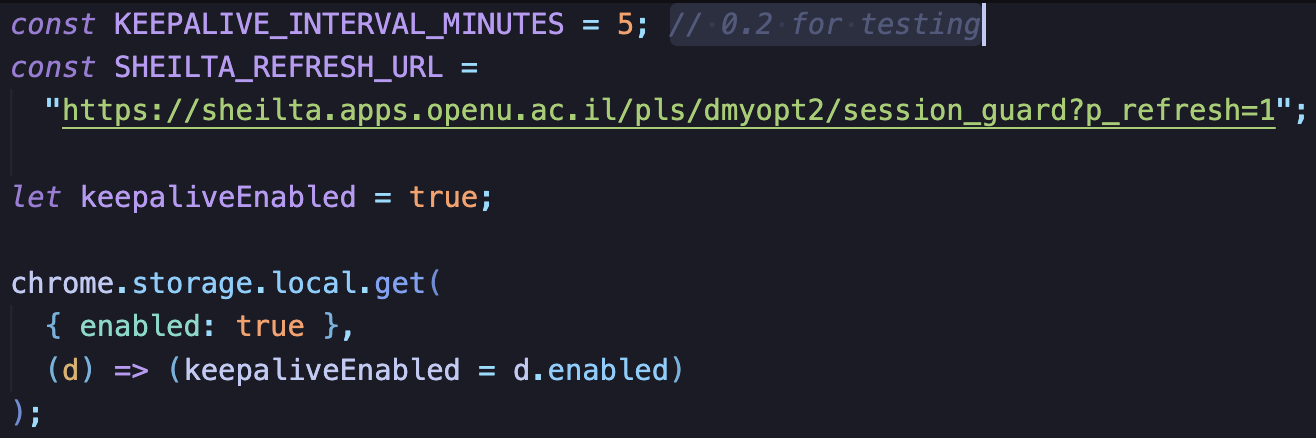 const KEEPALIVE_INTERVAL_MINUTES = 5; // 0.2 for testing
const SHEILTA_REFRESH_URL =
  "https://sheilta.apps.openu.ac.il/pls/dmyopt2/session_guard?p_refresh=1";

let keepaliveEnabled = true;

chrome.storage.local.get(
  { enabled: true },
  (d) => (keepaliveEnabled = d.enabled)
);